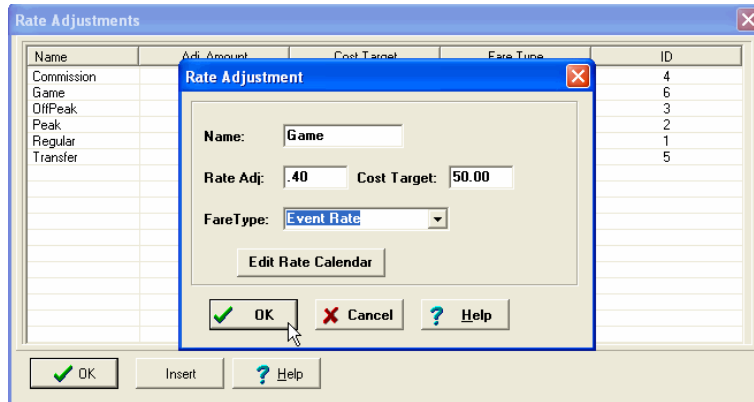 Rate Adjustments
Name Adj. Amount Cost Target Fare Type ID
Commission 4
Game 6
OffPeak 3
Peak 2
Regular 1
Transfer 5
Rate Adjustment
Name: Game
Rate Adj: .40 Cost Target: 50.00
FareType: Event Rate
Edit Rate Calendar
OK Cancel Help
OK Insert Help